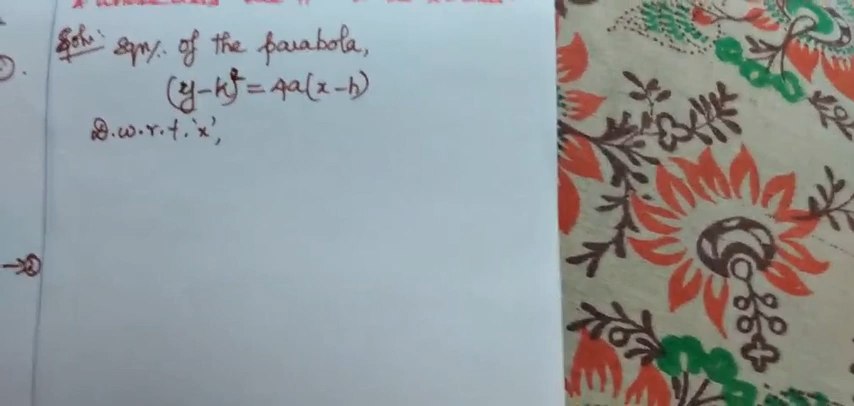 Soln:
Eqn/. of the parabola,
(y-k)² = 4a(x-h)
D.w.r.t.'x',